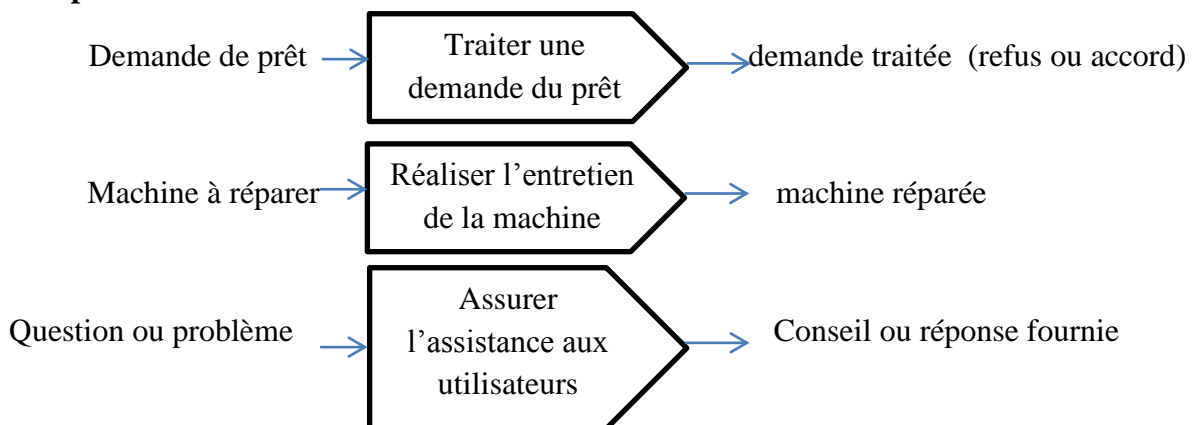 Demande de prêt
Traiter une
demande du prêt
demande traitée (refus ou accord)
Machine à réparer
Réaliser l’entretien
de la machine
machine réparée
Question ou problème
Assurer
l’assistance aux
utilisateurs
Conseil ou réponse fournie